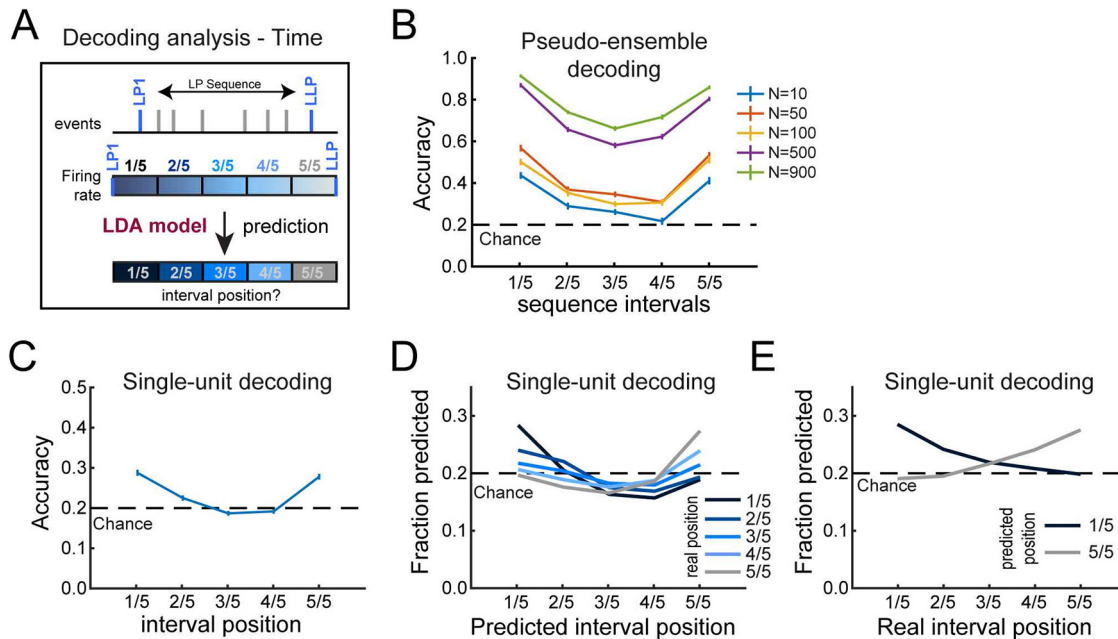 A
Decoding analysis - Time
LP1
LP Sequence
LLP
events
LP1
1/5 2/5 3/5 4/5 5/5
LLP
Firing
rate
LDA model
prediction
1/5 2/5 3/5 4/5 5/5
interval position?
B
Pseudo-ensemble
decoding
Accuracy
1.0
0.8
0.6
0.4
0.2
0.0
Chance
1/5 2/5 3/5 4/5 5/5
sequence intervals
N=10
N=50
N=100
N=500
N=900
C
Single-unit decoding
Accuracy
0.5
0.4
0.3
0.2
0.1
0.0
Chance
1/5 2/5 3/5 4/5 5/5
interval position
D
Single-unit decoding
Fraction predicted
0.3
0.2
0.1
0.0
Chance
real position
1/5
2/5
3/5
4/5
5/5
1/5 2/5 3/5 4/5 5/5
Predicted interval position
E
Single-unit decoding
Fraction predicted
0.3
0.2
0.1
0.0
Chance
predicted
position
1/5
5/5
1/5 2/5 3/5 4/5 5/5
Real interval position